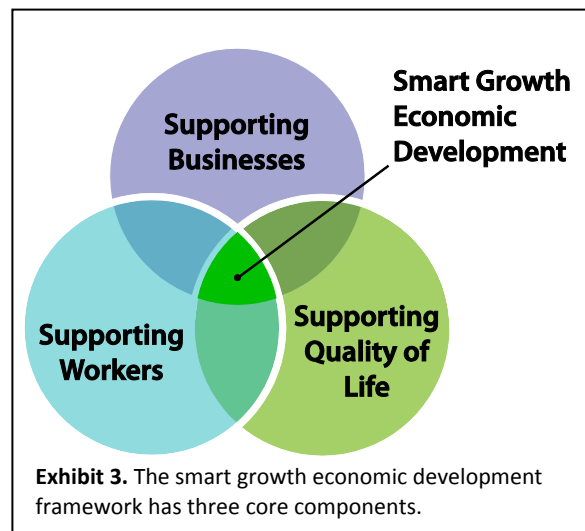 Smart Growth
Economic
Development
Supporting
Businesses
Supporting
Workers
Supporting
Quality of
Life
Exhibit 3. The smart growth economic development
framework has three core components.